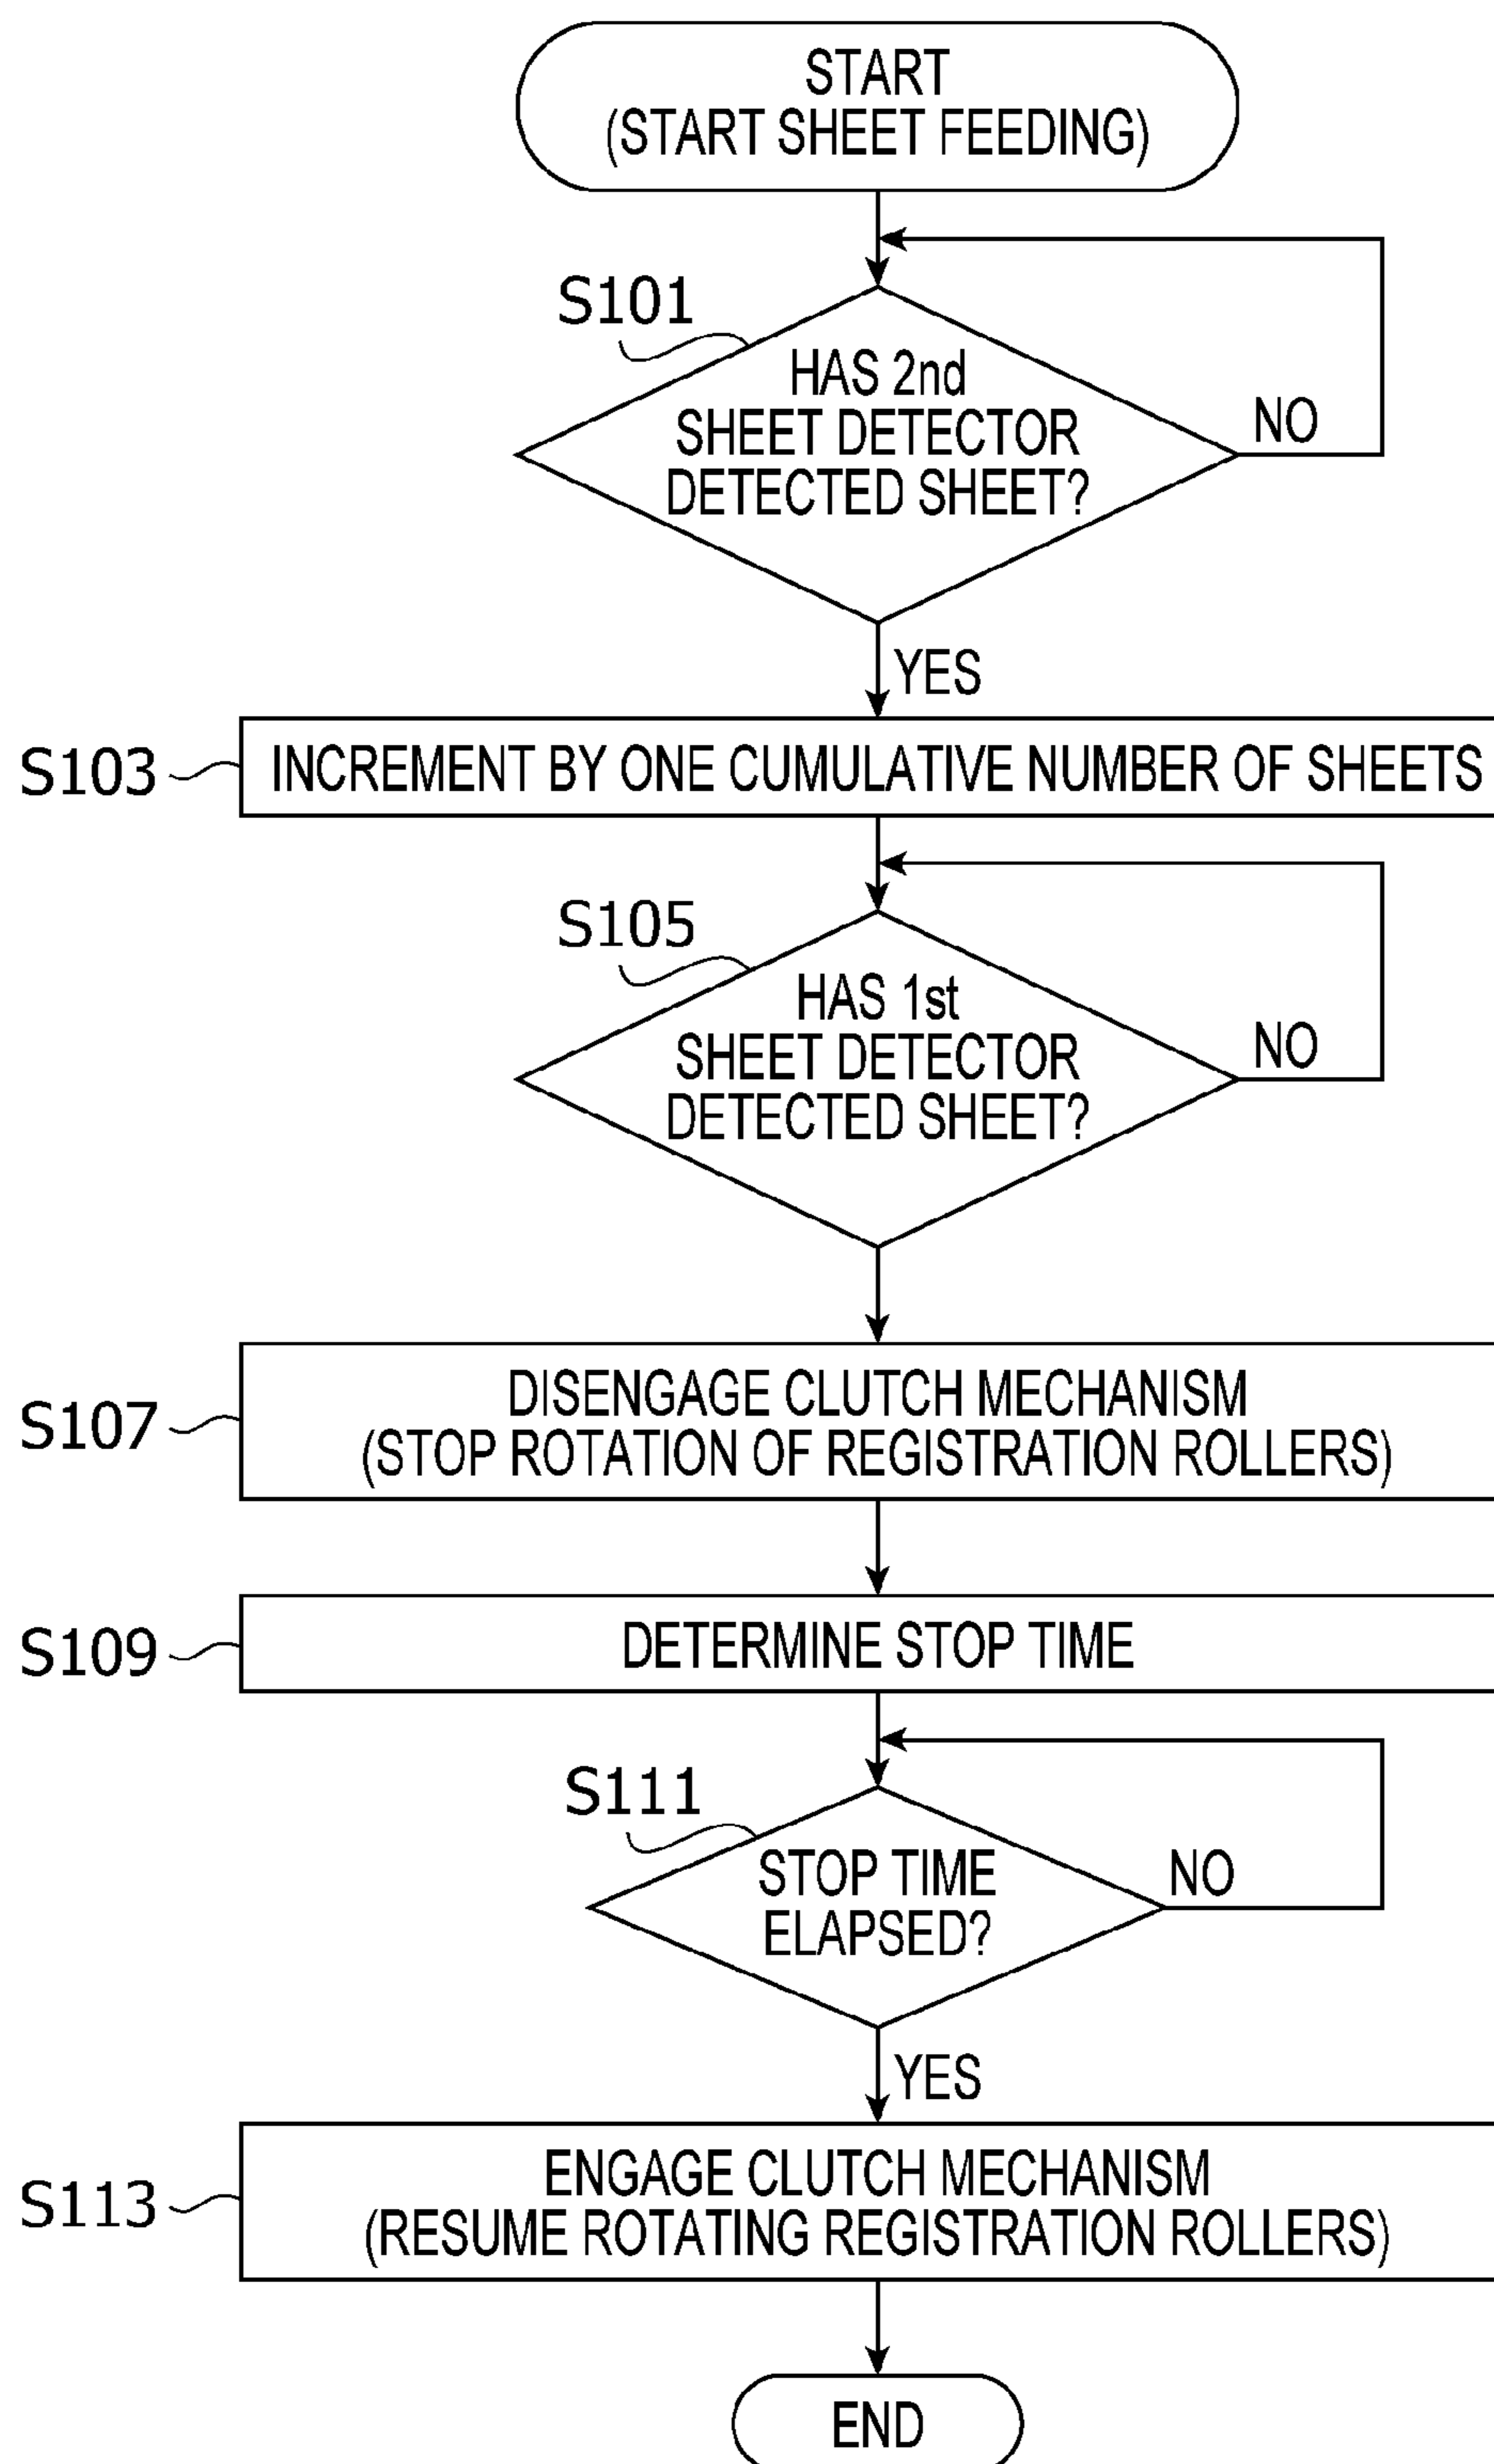 START
(START SHEET FEEDING)
S101
HAS 2nd
SHEET DETECTOR
DETECTED SHEET?
NO
YES
S103
INCREMENT BY ONE CUMULATIVE NUMBER OF SHEETS
S105
HAS 1st
SHEET DETECTOR
DETECTED SHEET?
NO
S107
DISENGAGE CLUTCH MECHANISM
(STOP ROTATION OF REGISTRATION ROLLERS)
S109
DETERMINE STOP TIME
S111
STOP TIME
ELAPSED?
NO
YES
S113
ENGAGE CLUTCH MECHANISM
(RESUME ROTATING REGISTRATION ROLLERS)
END